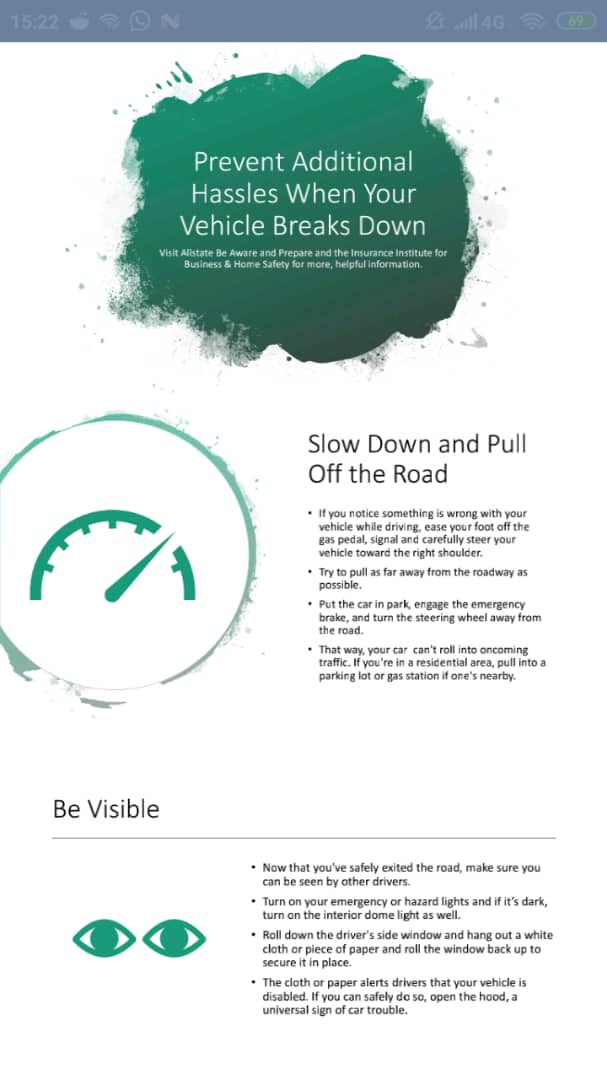 15:22
4G
69
Prevent Additional
Hassles When Your
Vehicle Breaks Down
Visit Allstate Be Aware and Prepare and the Insurance Institute for
Business & Home Safety for more, helpful information.
Slow Down and Pull
Off the Road
• If you notice something is wrong with your
vehicle while driving, ease your foot off the
gas pedal, signal and carefully steer your
vehicle toward the right shoulder.
• Try to pull as far away from the roadway as
possible.
• Put the car in park, engage the emergency
brake, and turn the steering wheel away from
the road.
• That way, your car can't roll into oncoming
traffic. If you're in a residential area, pull into a
parking lot or gas station if one's nearby.
Be Visible
• Now that you've safely exited the road, make sure you
can be seen by other drivers.
• Turn on your emergency or hazard lights and if it's dark,
turn on the interior dome light as well.
• Roll down the driver's side window and hang out a white
cloth or piece of paper and roll the window back up to
secure it in place.
• The cloth or paper alerts drivers that your vehicle is
disabled. If you can safely do so, open the hood, a
universal sign of car trouble.